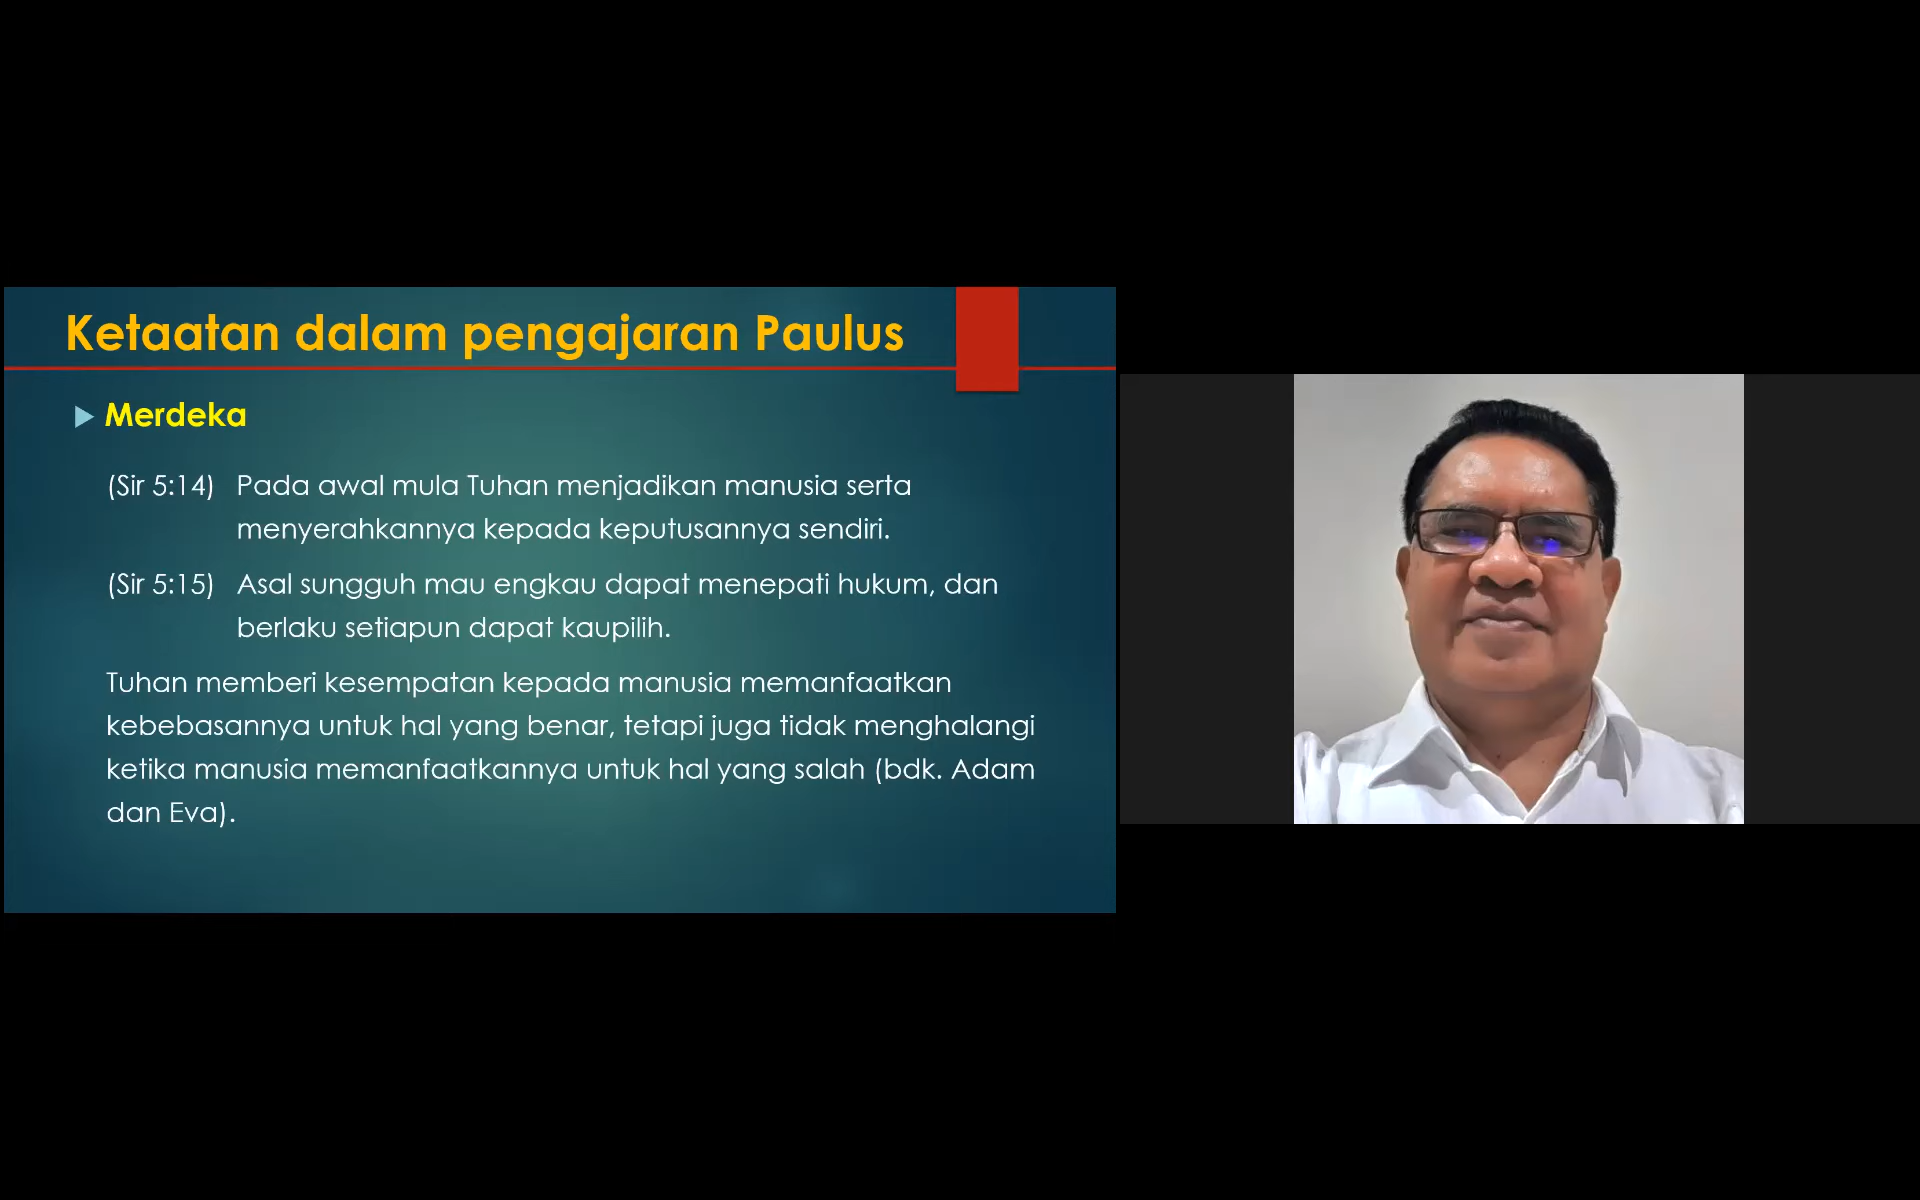 Ketaatan dalam pengajaran Paulus
Merdeka
(Sir 5:14) Pada awal mula Tuhan menjadikan manusia serta
menyerahkannya kepada keputusannya sendiri.
(Sir 5:15) Asal sungguh mau engkau dapat menepati hukum, dan
berlaku setiapun dapat kaupilih.
Tuhan memberi kesempatan kepada manusia memanfaatkan
kebebasannya untuk hal yang benar, tetapi juga tidak menghalangi
ketika manusia memanfaatkannya untuk hal yang salah (bdk. Adam
dan Eva).